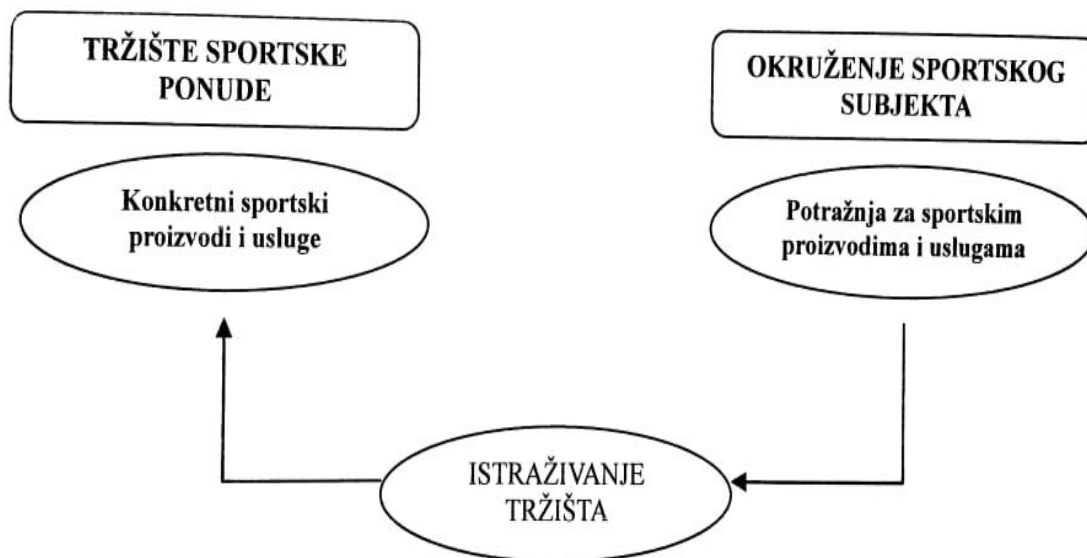 TRŽIŠTE SPORTSKE
PONUDE
OKRUŽENJE SPORTSKOG
SUBJEKTA
Konkretni sportski
proizvodi i usluge
Potražnja za sportskim
proizvodima i uslugama
ISTRAŽIVANJE
TRŽIŠTA